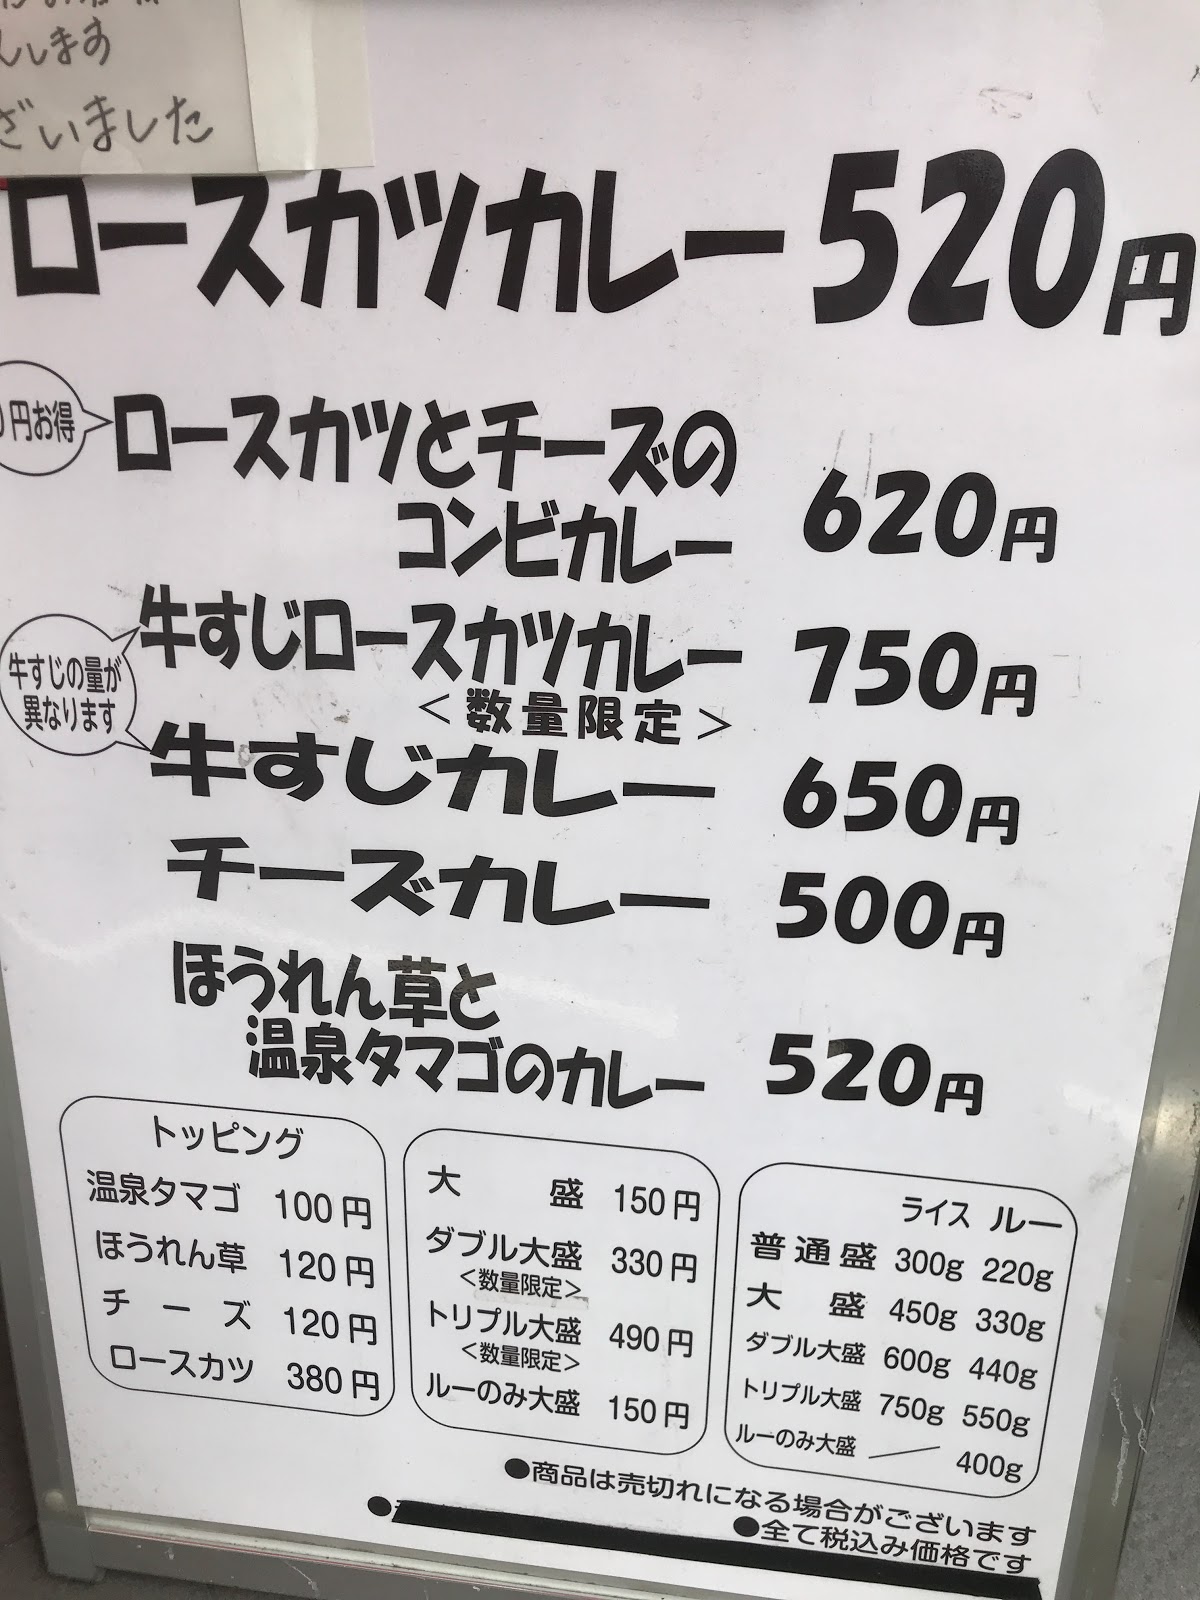 します
ざいました
ロースカツカレー 520円
円お得
ロースカツとチーズの
コンビカレー 620円
牛すじロースカツカレー 750円
<数量限定>
牛すじの量が
異なります
牛すじカレー 650円
チーズカレー 500円
ほうれん草と
温泉タマゴのカレー 520円
トッピング
温泉タマゴ 100円
ほうれん草 120円
チーズ 120円
ロースカツ 380円
大盛 150円
ダブル大盛 330円
<数量限定>
トリプル大盛 490円
<数量限定>
ルーのみ大盛 150円
ライス ルー
普通盛 300g 220g
大盛 450g 330g
ダブル大盛 600g 440g
トリプル大盛 750g 550g
ルーのみ大盛 ／ 400g
●商品は売切れになる場合がございます
●全て税込み価格です